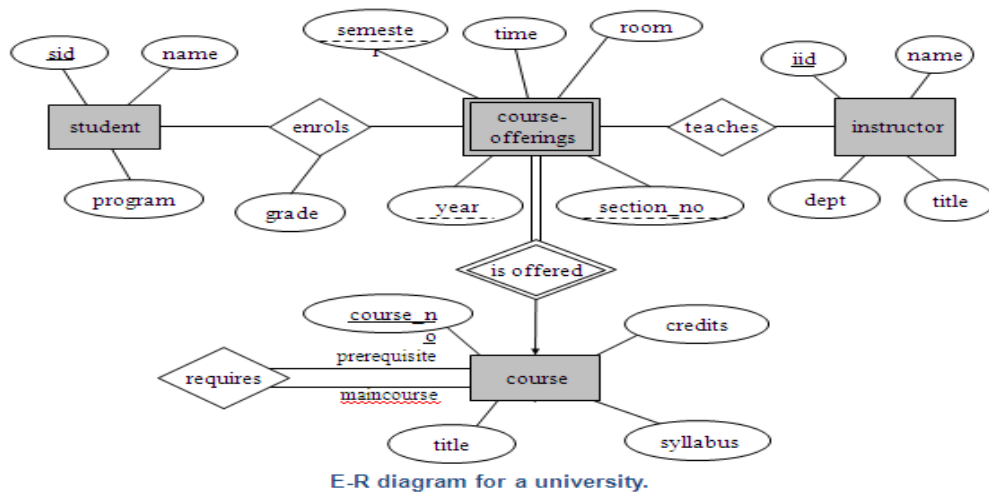 semeste
r
time
room
sid
name
iid
name
student
enrols
course-
offerings
teaches
instructor
program
grade
year
section_no
dept
title
is offered
course_n
o
credits
prerequisite
requires
course
maincourse
title
syllabus
E-R diagram for a university.